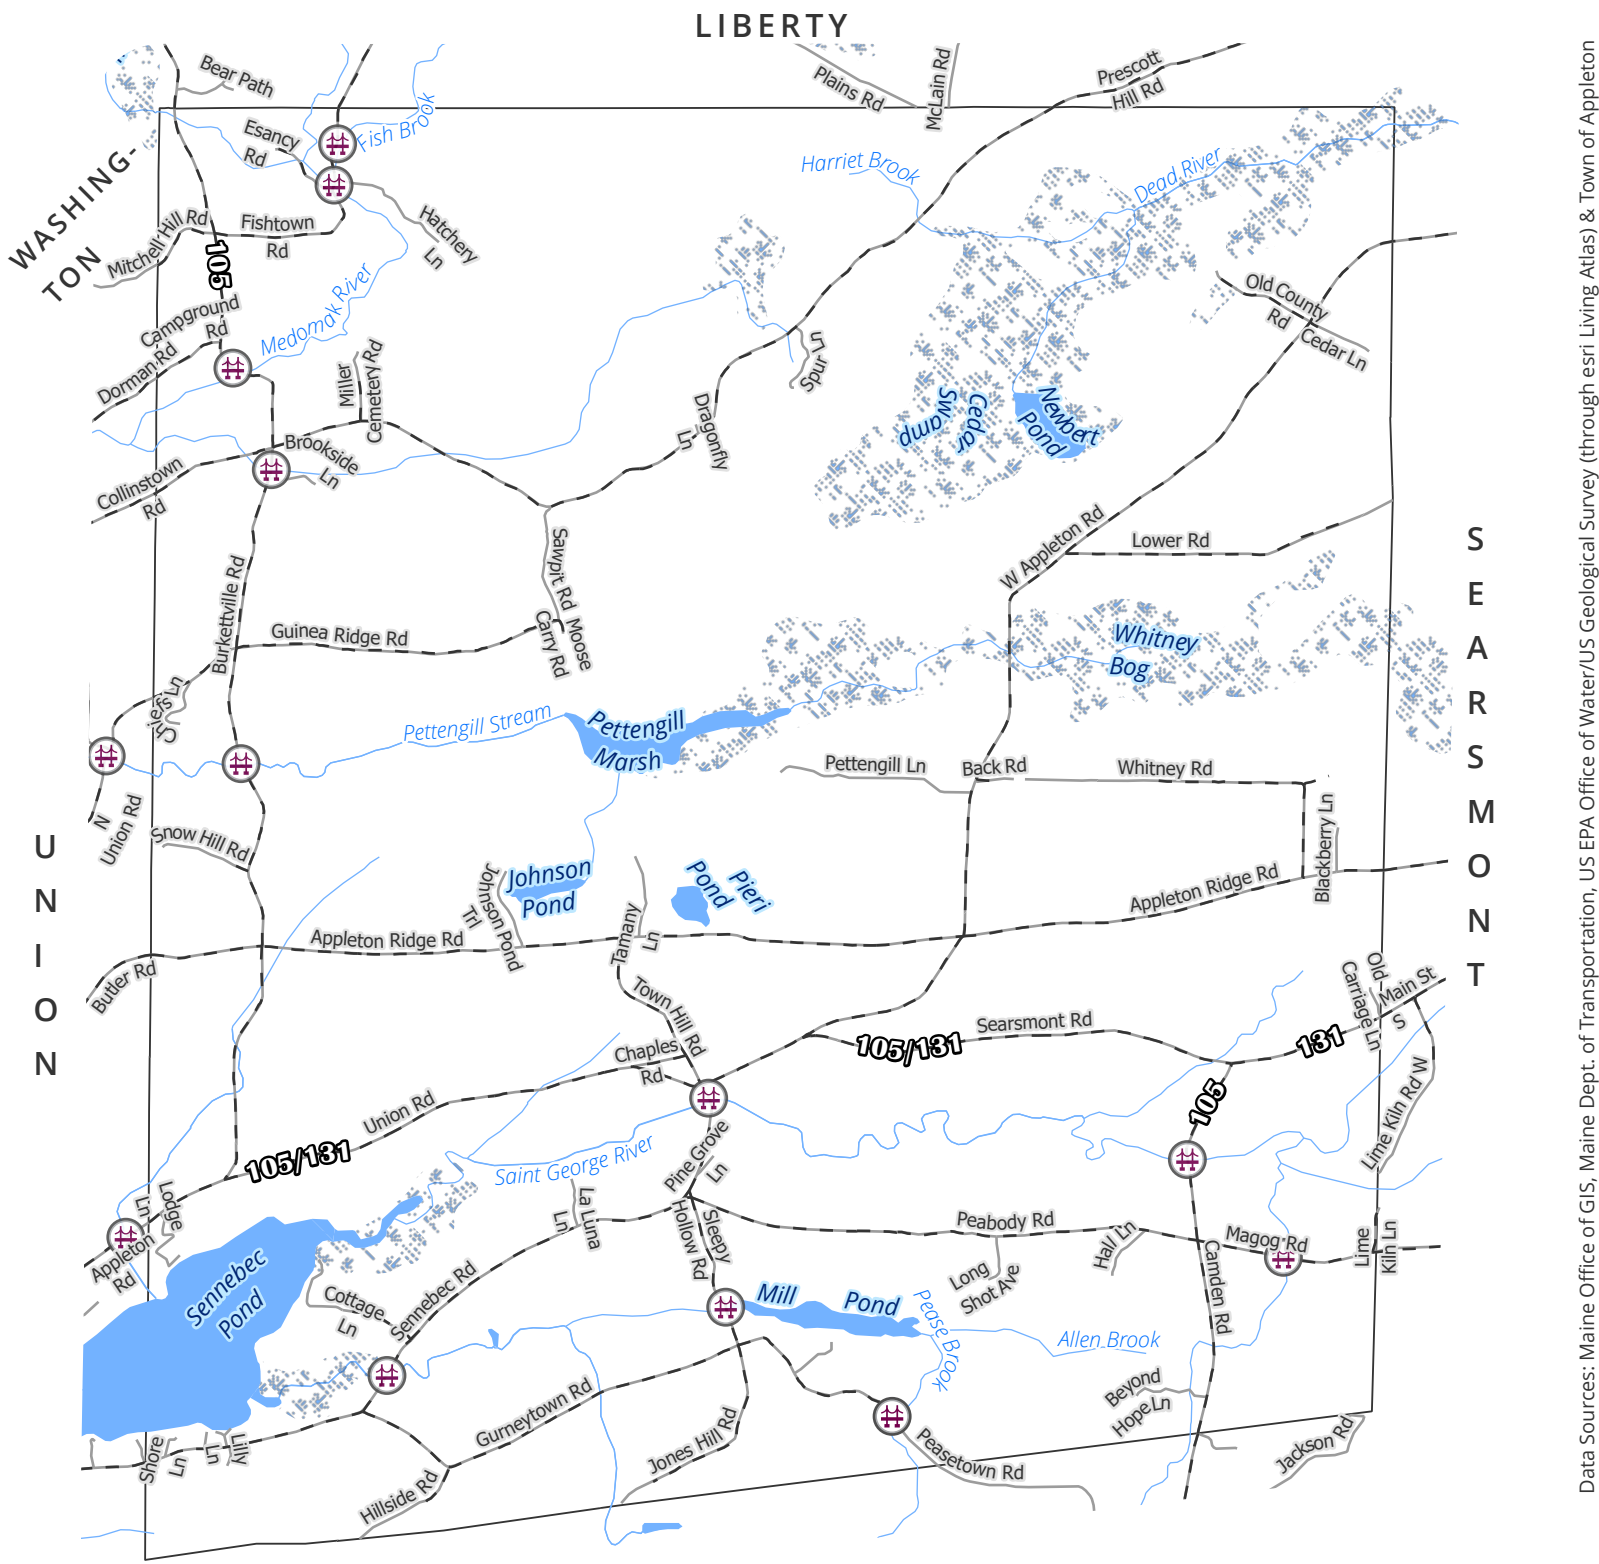 LIBERTY
Bear Path
Plains Rd
McLain Rd
Prescott
Hill Rd
Esancy
Rd
Fish Brook
WASHING-
TON
Harriet Brook
Dead River
Mitchell Hill Rd
Fishtown
Rd
Hatchery
Ln
105
Medomak River
Campground
Rd
Dorman Rd
Miller
Cemetery Rd
Spur Ln
Old County
Rd
Cedar Ln
Dragonfly
Ln
Cedar
Swamp
Newbert
Pond
Brookside
Ln
Collinstown
Rd
W Appleton Rd
Lower Rd
Sawpit Rd
Burkettville Rd
Guinea Ridge Rd
Moose
Carry Rd
Whitney
Bog
Chiefs Ln
Pettengill Stream
Pettengill
Marsh
Pettengill Ln
Back Rd
Whitney Rd
N
Union Rd
Snow Hill Rd
Blackberry Ln
Johnson Pond
Trl
Johnson
Pond
Pieri
Pond
Appleton Ridge Rd
Appleton Ridge Rd
Tamany
Ln
Butler Rd
Town Hill Rd
Old
Carriage Ln
Main St
S
Searsmont Rd
105/131
131
Chaples
Rd
Union Rd
105
Lime Kiln Rd W
105/131
Saint George River
Pine Grove
Ln
Lodge
Ln
La Luna
Ln
Sleepy
Hollow Rd
Peabody Rd
Hall Ln
Magog Rd
Lime
Kiln Ln
Appleton
Rd
Sennebec
Pond
Cottage
Ln
Sennebec Rd
Long
Shot Ave
Camden Rd
Mill Pond
Pease Brook
Allen Brook
Beyond
Hope Ln
Gurneytown Rd
Jones Hill Rd
Peasetown Rd
Jackson Rd
Shore
Ln
Lilly
Ln
Hillside Rd
UNION
SEARSMONT
Data Sources: Maine Office of GIS, Maine Dept. of Transportation, US EPA Office of Water/US Geological Survey (through esri Living Atlas) & Town of Appleton